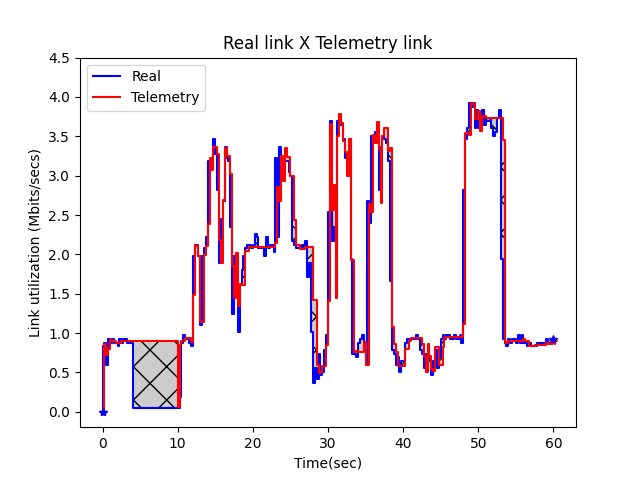 Real link X Telemetry link
Real
Telemetry
Link utilization (Mbits/secs)
4.5
4.0
3.5
3.0
2.5
2.0
1.5
1.0
0.5
0.0
0 10 20 30 40 50 60
Time(sec)